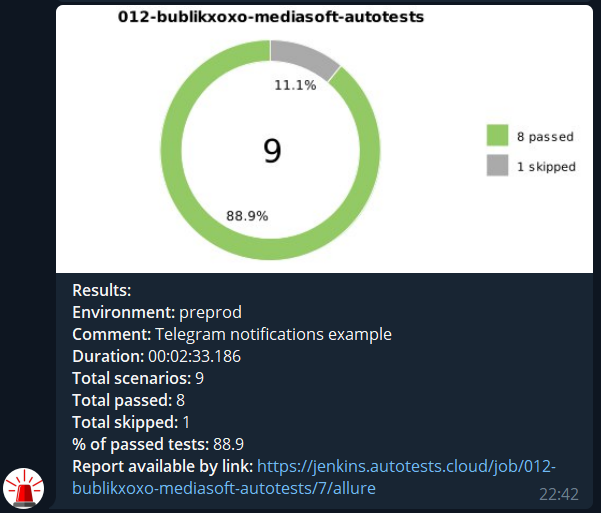 012-bublikxoxo-mediasoft-autotests
11.1%
9
8 passed
1 skipped
88.9%
Results:
Environment: preprod
Comment: Telegram notifications example
Duration: 00:02:33.186
Total scenarios: 9
Total passed: 8
Total skipped: 1
% of passed tests: 88.9
Report available by link: https://jenkins.autotests.cloud/job/012-
bublikxoxo-mediasoft-autotests/7/allure
22:42